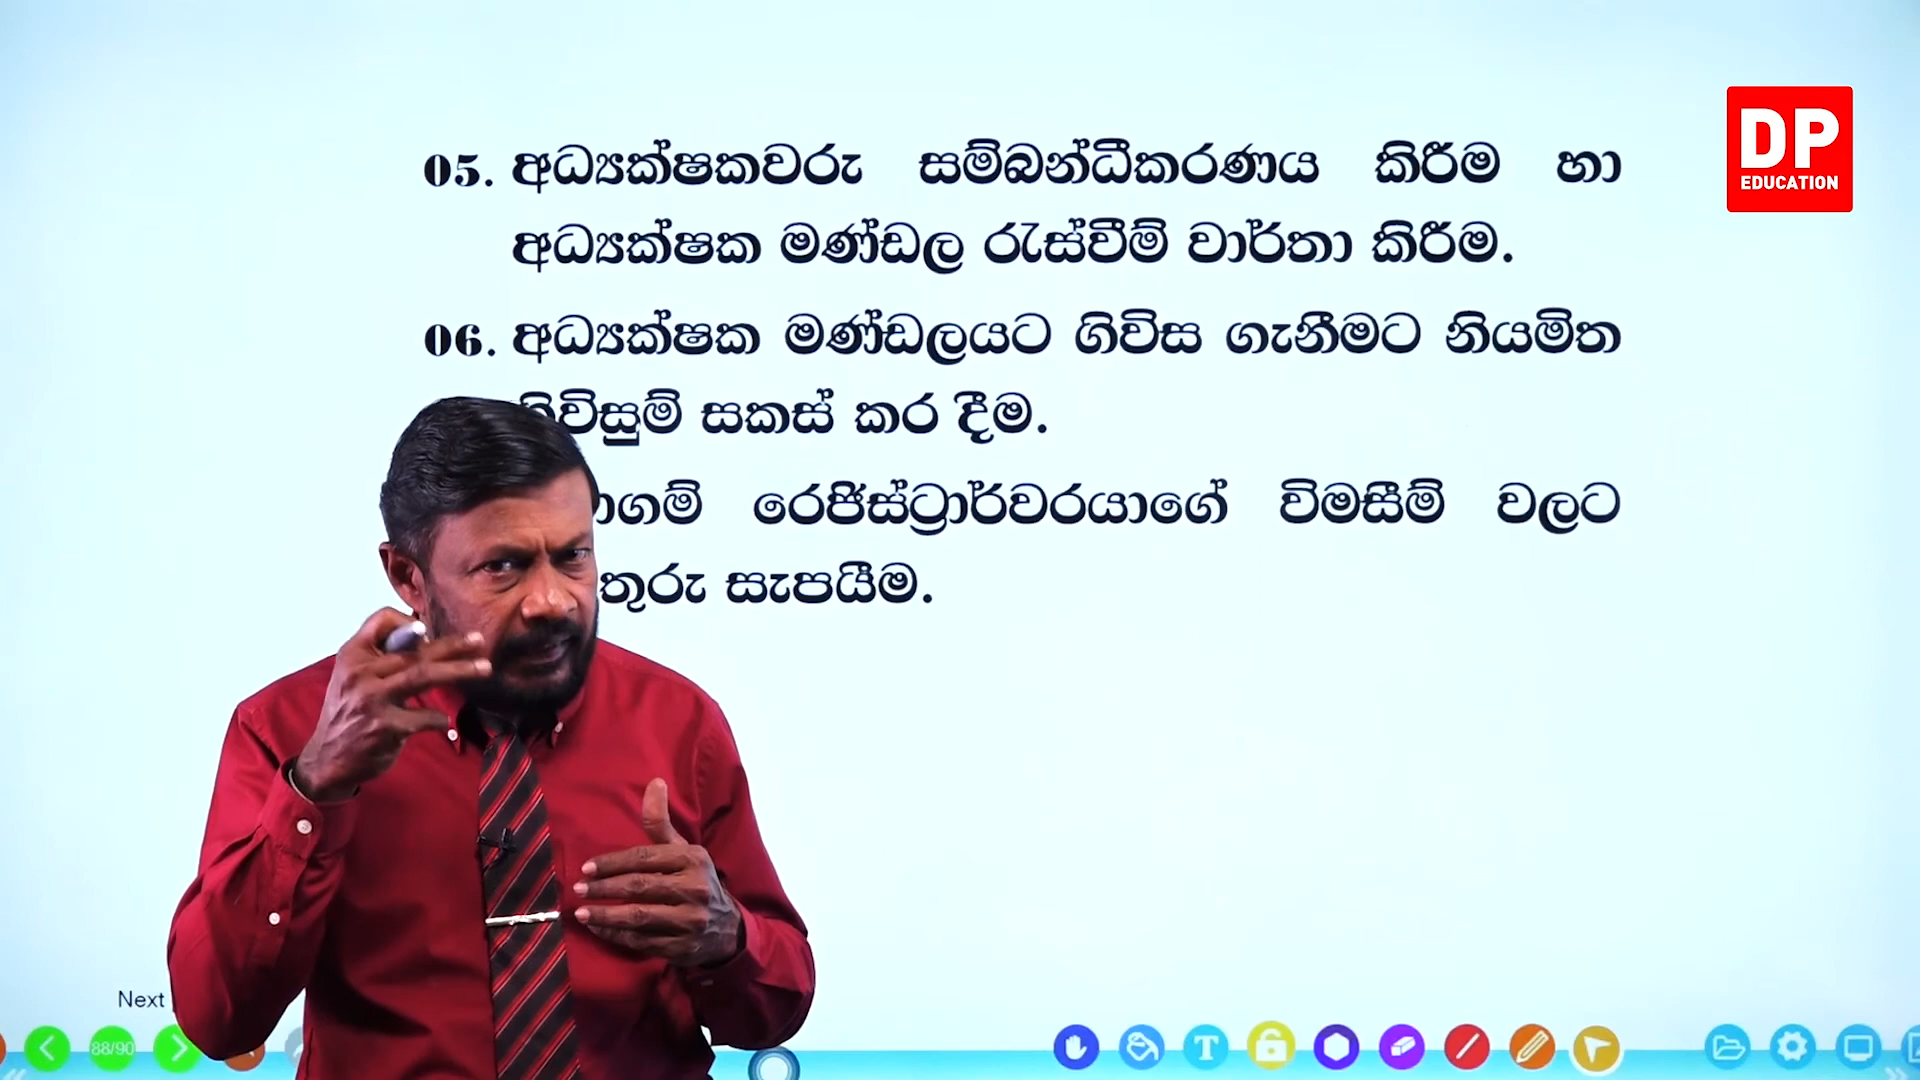 DP
EDUCATION
05. අධ්‍යක්ෂකවරු සම්බන්ධීකරණය කිරීම හා
අධ්‍යක්ෂක මණ්ඩල රැස්වීම් වාර්තා කිරීම.
06. අධ්‍යක්ෂක මණ්ඩලයට ගිවිස ගැනීමට නියමිත
සකස් කර දීම.
රෙජිස්ට්‍රාර්වරයාගේ විමසීම් වලට
සැපයීම.
Next
88/90